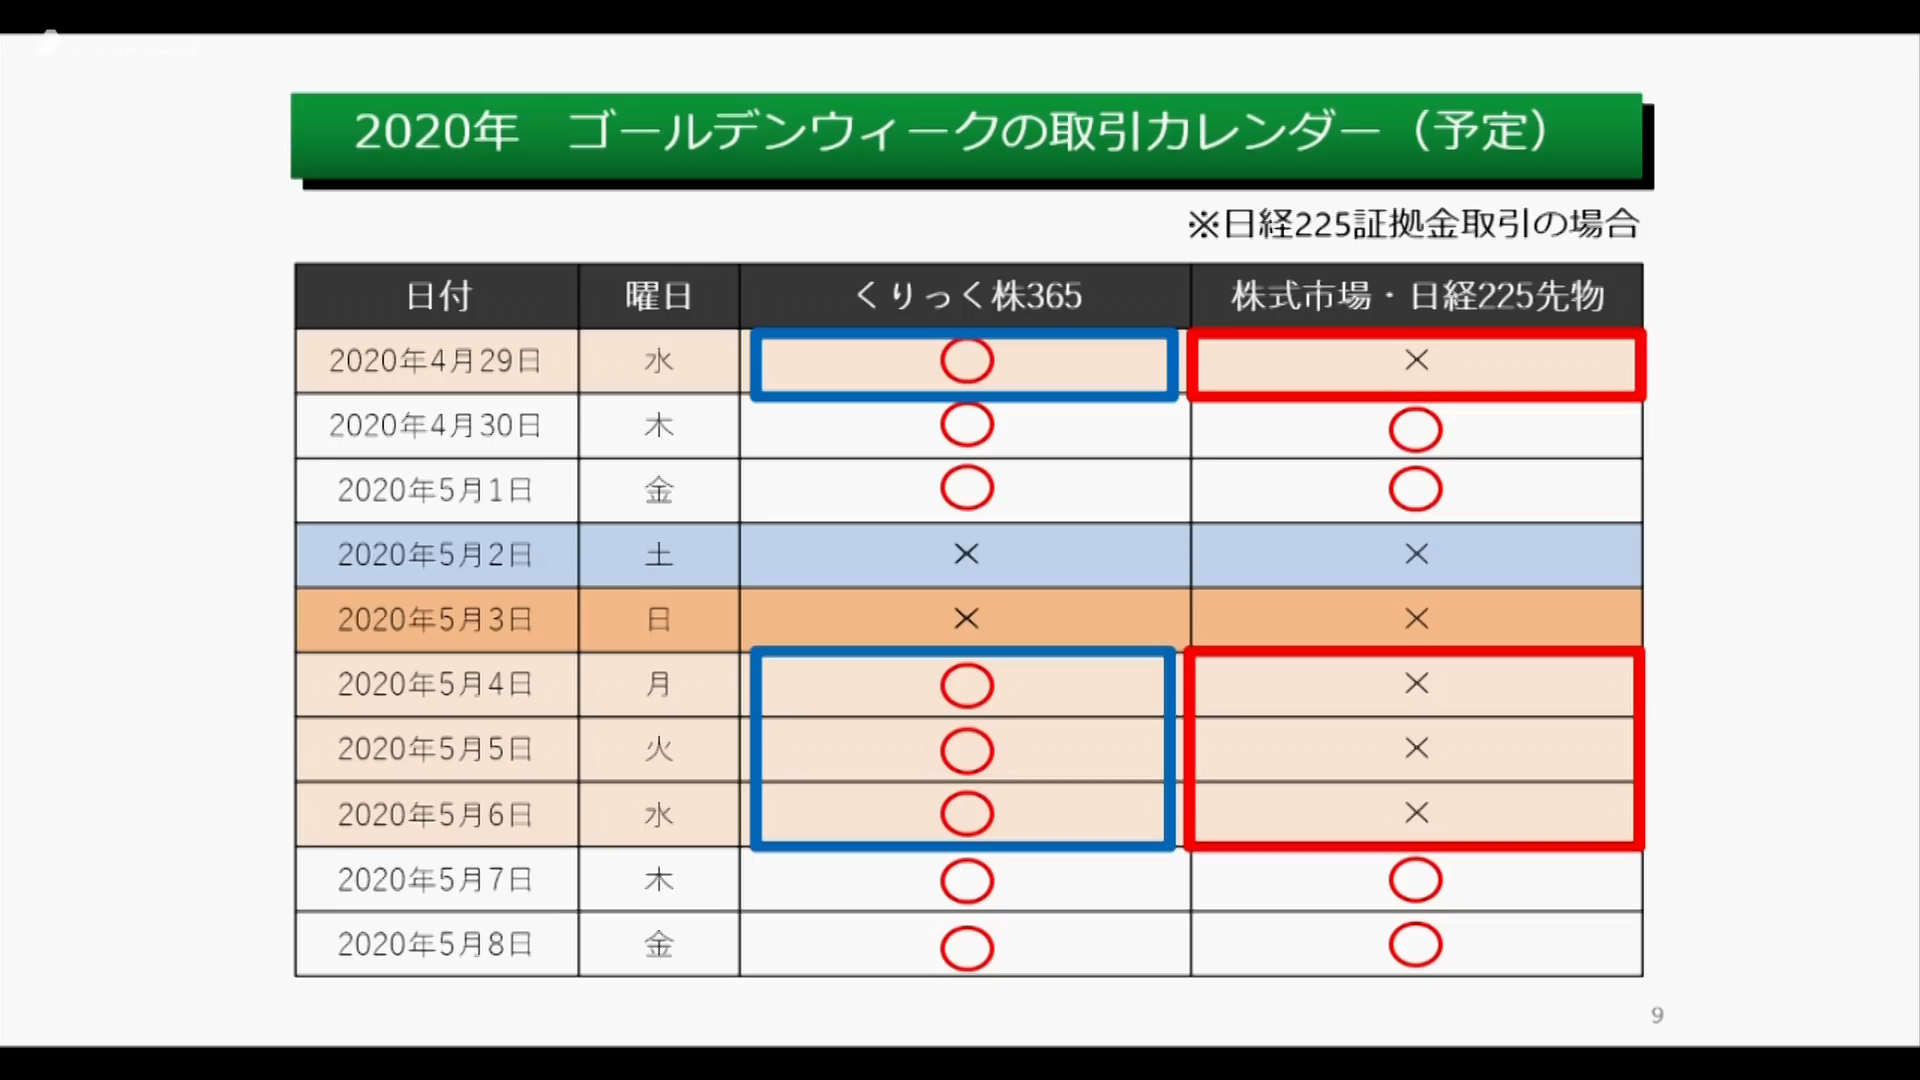 2020年 ゴールデンウィークの取引カレンダー（予定）
※日経225証拠金取引の場合
日付 曜日 くりっく株365 株式市場・日経225先物
2020年4月29日 水 ◯ ×
2020年4月30日 木 ◯ ◯
2020年5月1日 金 ◯ ◯
2020年5月2日 土 × ×
2020年5月3日 日 × ×
2020年5月4日 月 ◯ ×
2020年5月5日 火 ◯ ×
2020年5月6日 水 ◯ ×
2020年5月7日 木 ◯ ◯
2020年5月8日 金 ◯ ◯
9